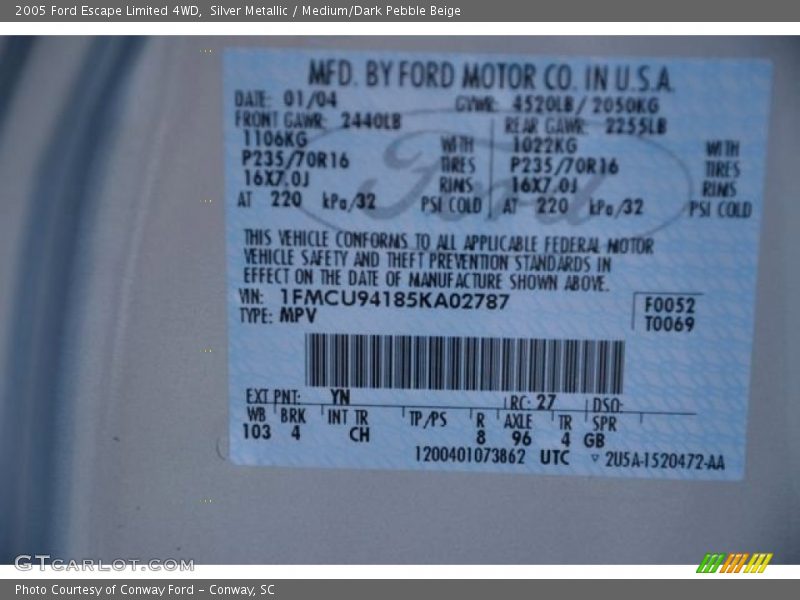 2005 Ford Escape Limited 4WD, Silver Metallic / Medium/Dark Pebble Beige
MFD. BY FORD MOTOR CO. IN U.S.A.
DATE: 01/04 GVWR: 4520LB / 2050KG
FRONT GAWR: 2440LB REAR GAWR: 2255LB
1106KG WITH 1022KG WITH
P235/70R16 TIRES P235/70R16 TIRES
16X7.0J RIMS 16X7.0J RIMS
AT 220 kPa/32 PSI COLD AT 220 kPa/32 PSI COLD
Ford
THIS VEHICLE CONFORMS TO ALL APPLICABLE FEDERAL MOTOR
VEHICLE SAFETY AND THEFT PREVENTION STANDARDS IN
EFFECT ON THE DATE OF MANUFACTURE SHOWN ABOVE.
VIN: 1FMCU94185KA02787 F0052
TYPE: MPV T0069
EXT PNT: YN RC: 27 DSO:
WB BRK INT TR TP/PS R AXLE TR SPR
103 4 CH 8 96 4 GB
1200401073862 UTC ▿ 2U5A-1520472-AA
GTCARLOT.COM
Photo Courtesy of Conway Ford - Conway, SC